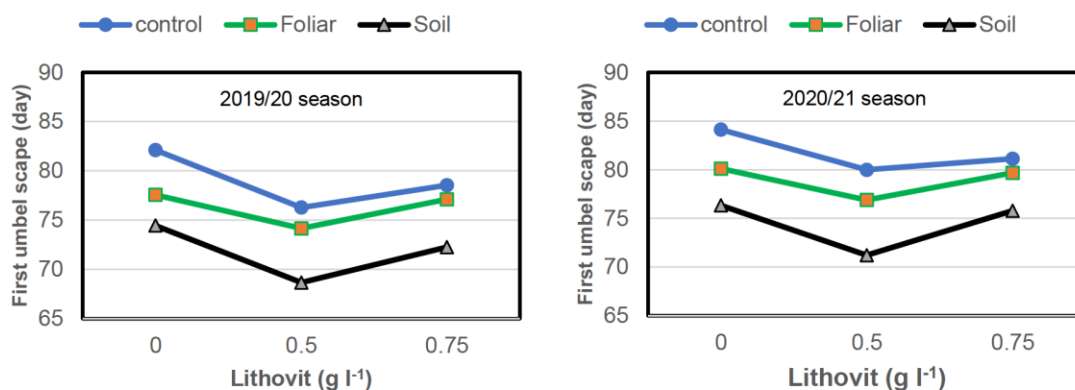 control Foliar Soil
First umbel scape (day)
90
85
80
75
70
65
2019/20 season
0 0.5 0.75
Lithovit (g l⁻¹)
control Foliar Soil
First umbel scape (day)
90
85
80
75
70
65
2020/21 season
0 0.5 0.75
Lithovit (g l⁻¹)